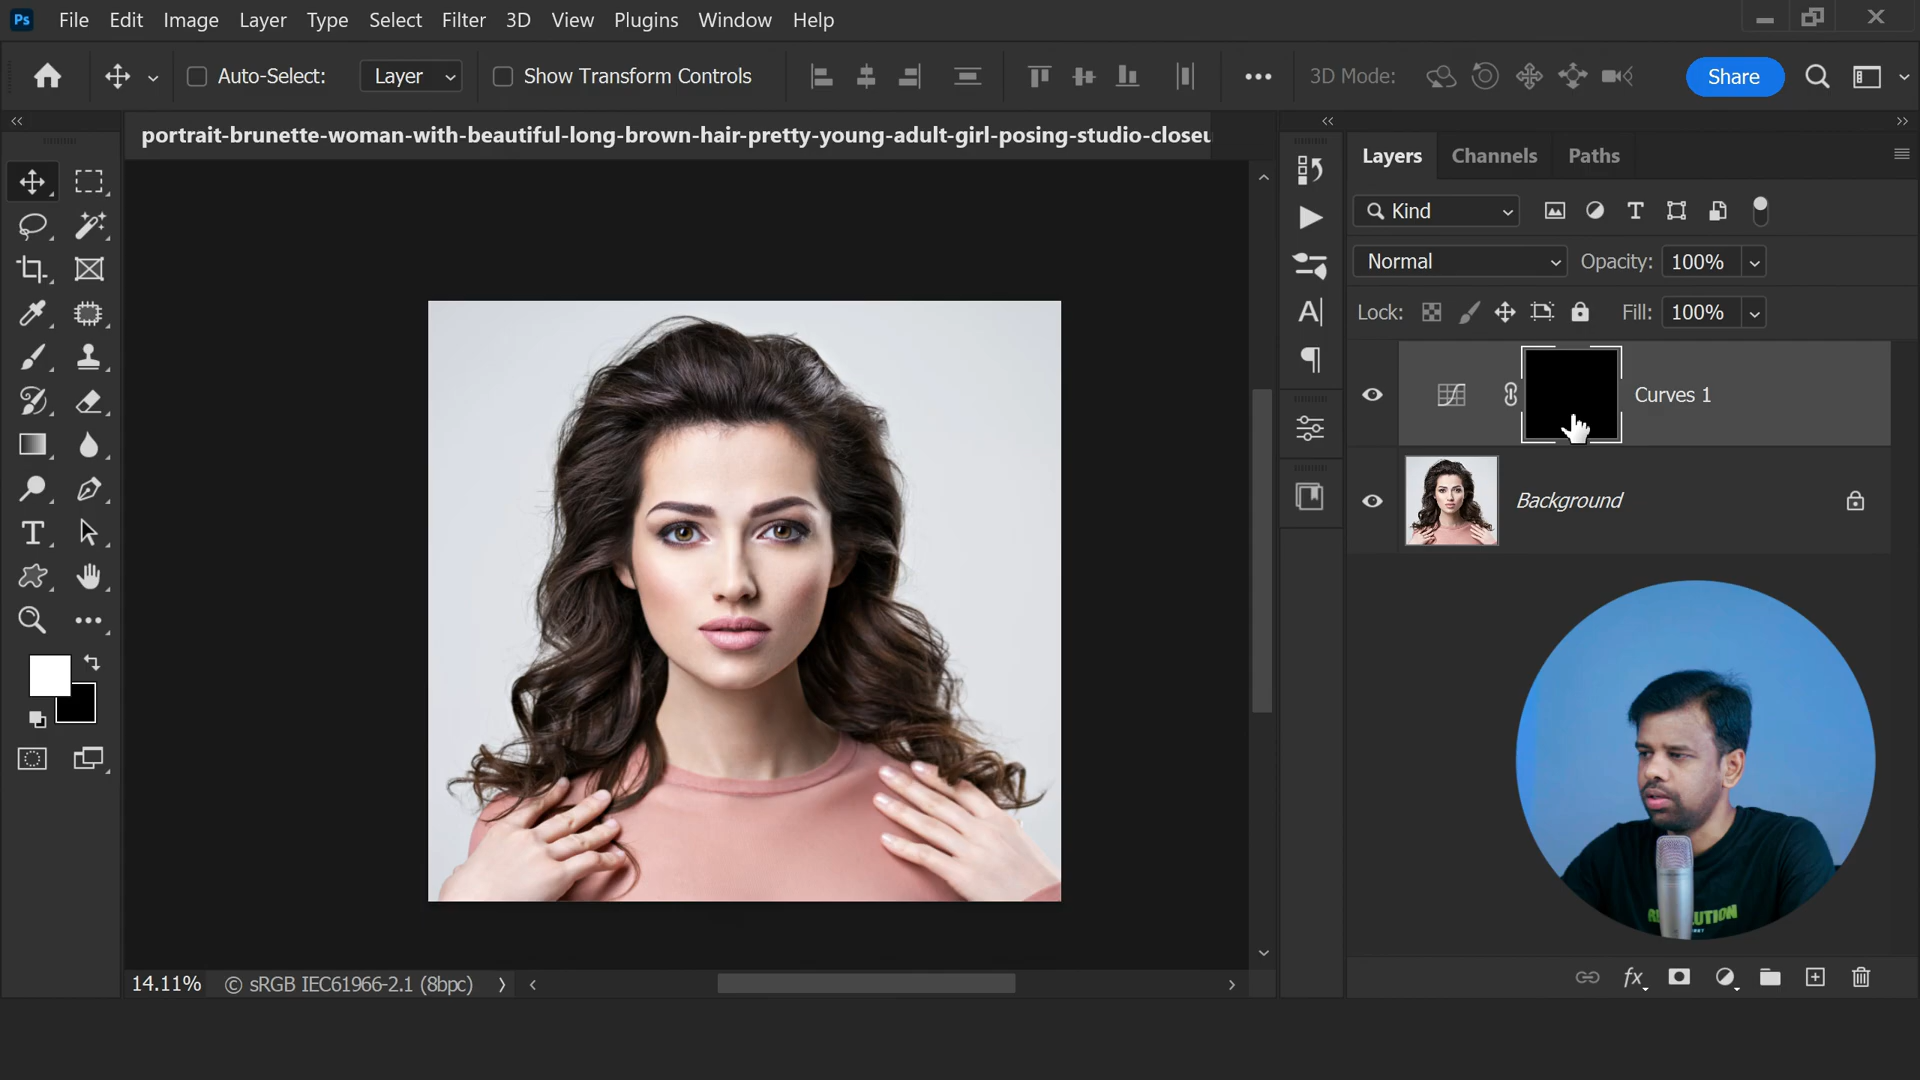 Ps File Edit Image Layer Type Select Filter 3D View Plugins Window Help
Auto-Select: Layer Show Transform Controls 3D Mode: Share
portrait-brunette-woman-with-beautiful-long-brown-hair-pretty-young-adult-girl-posing-studio-closeu
Layers Channels Paths
Kind
Normal Opacity: 100%
Lock: Fill: 100%
Curves 1
Background
14.11% © sRGB IEC61966-2.1 (8bpc)